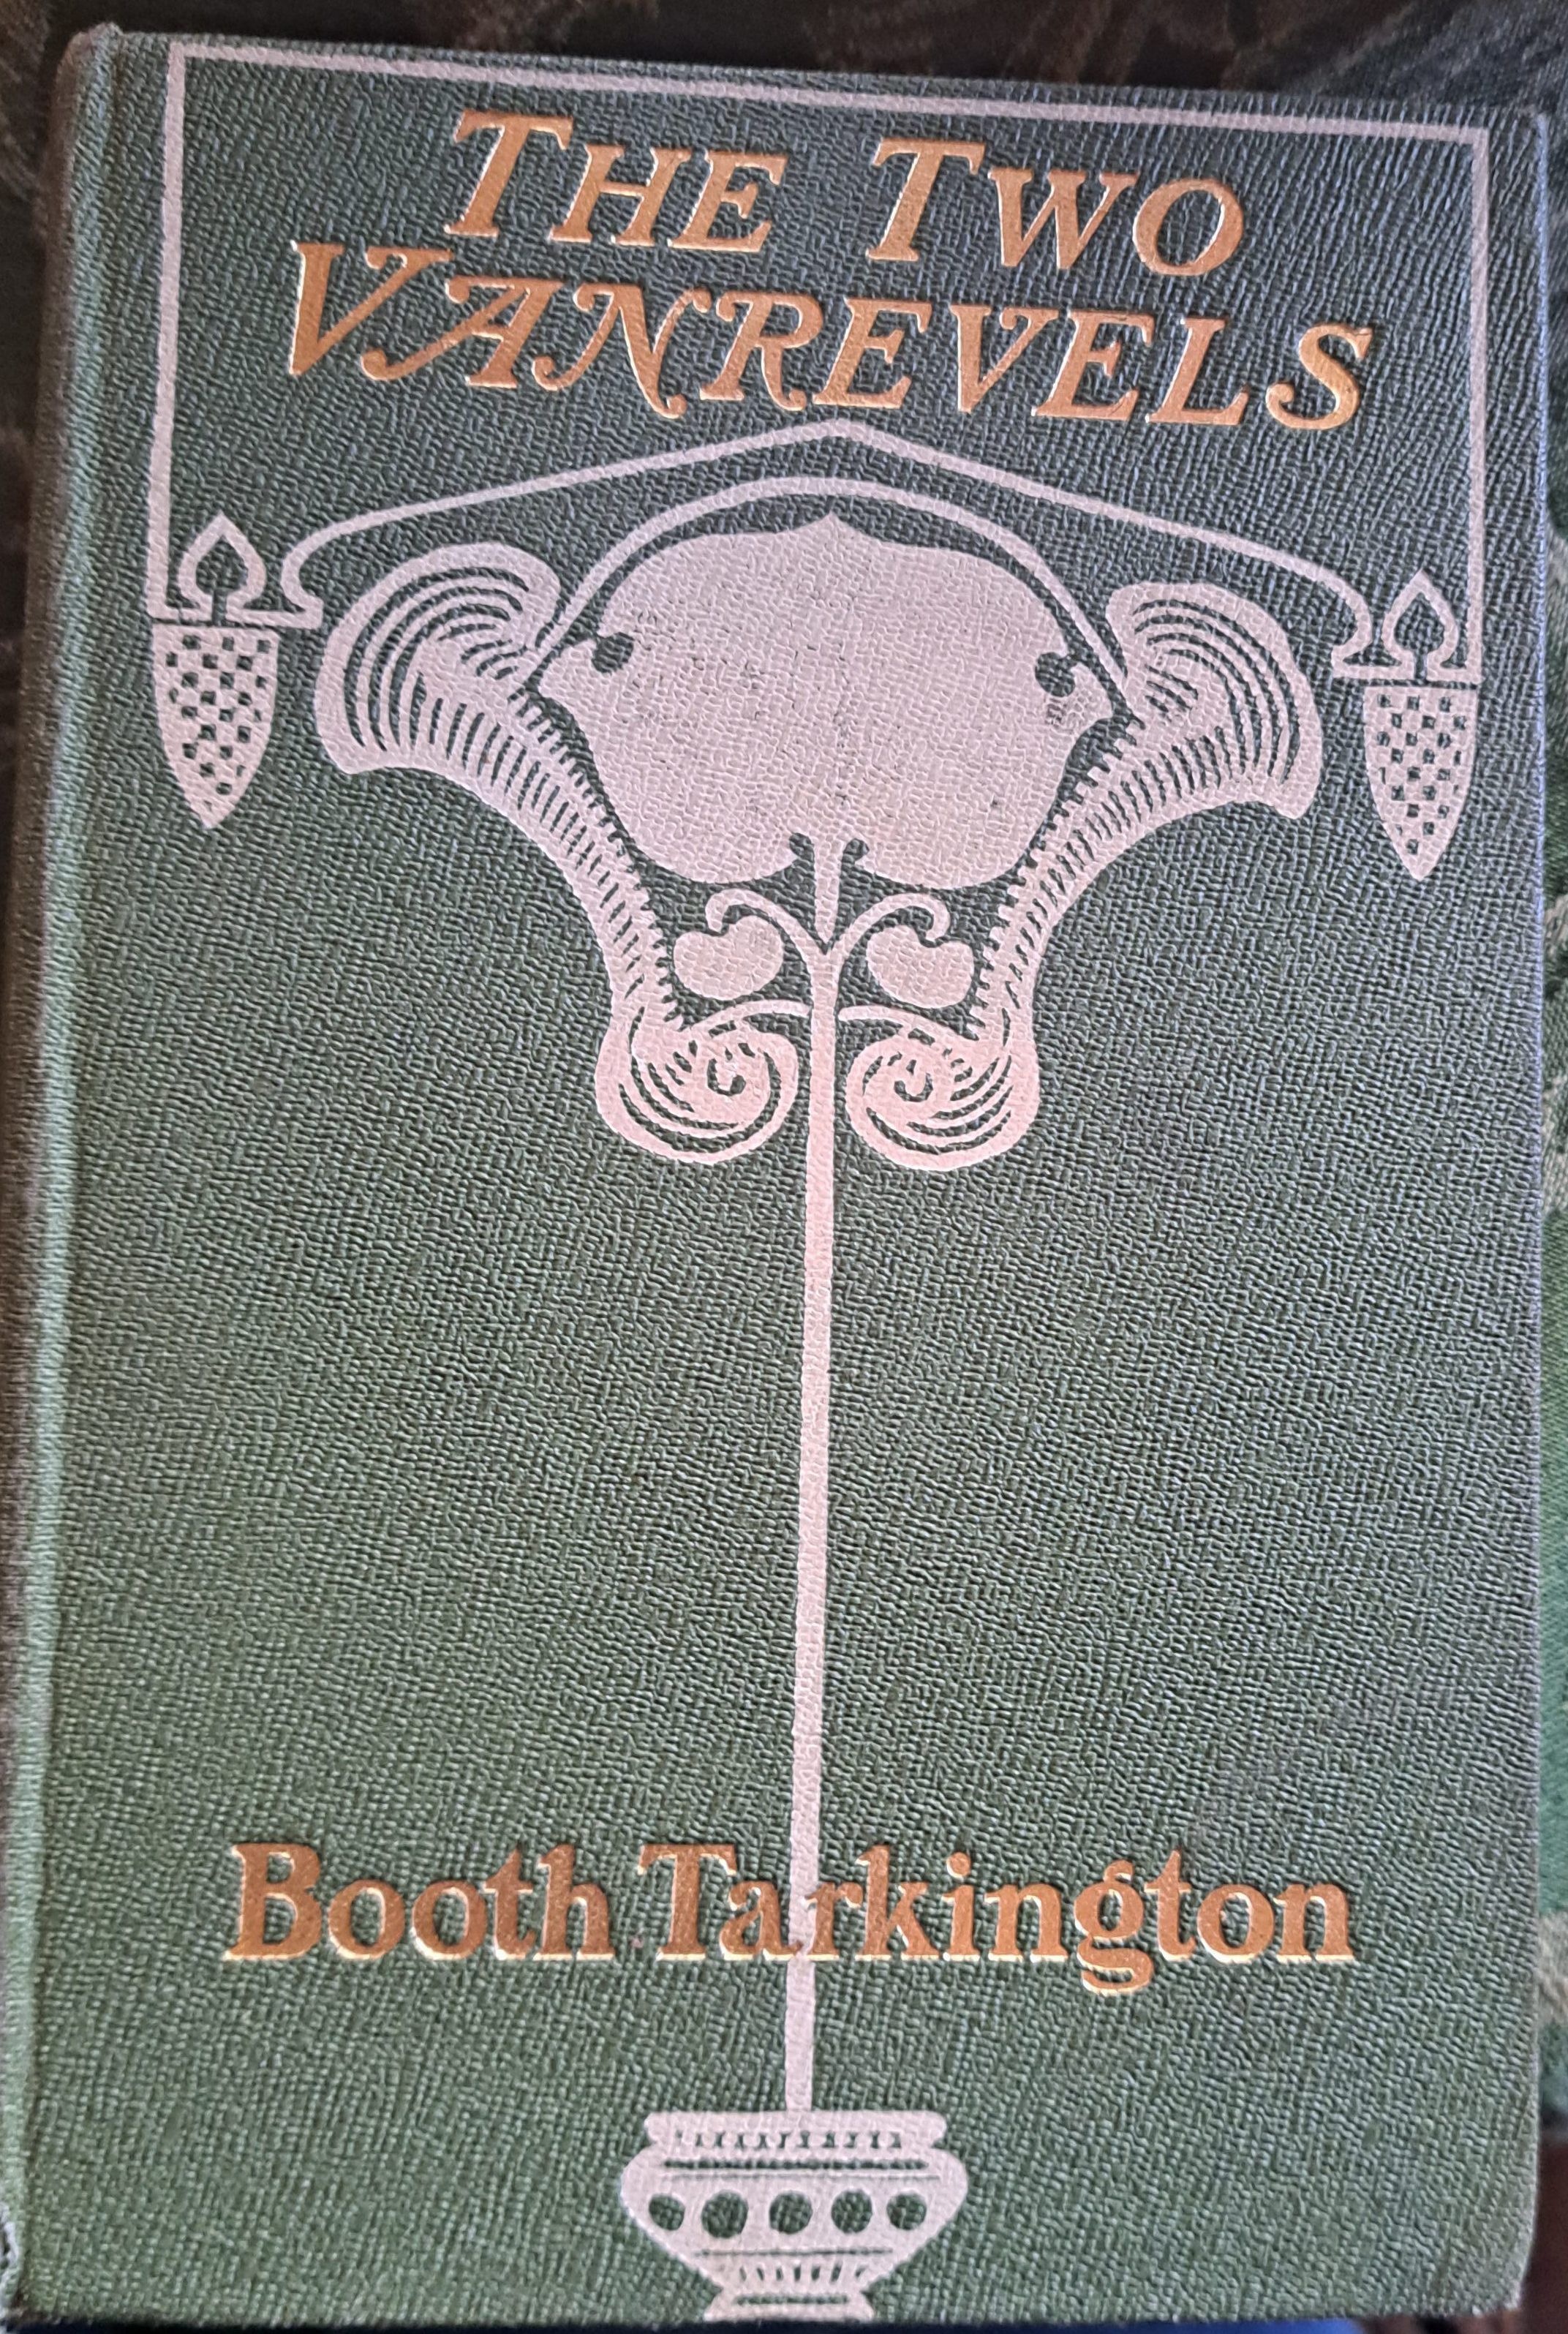 THE TWO
VANREVELS
Booth Tarkington